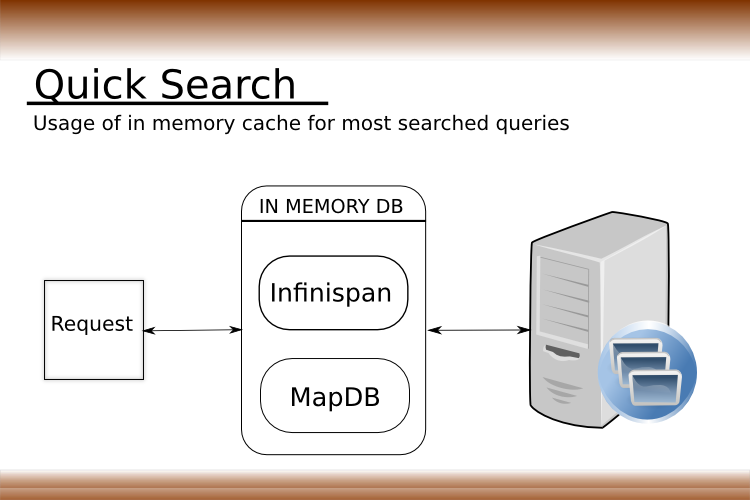 Quick Search
Usage of in memory cache for most searched queries
IN MEMORY DB
Infinispan
Request
MapDB